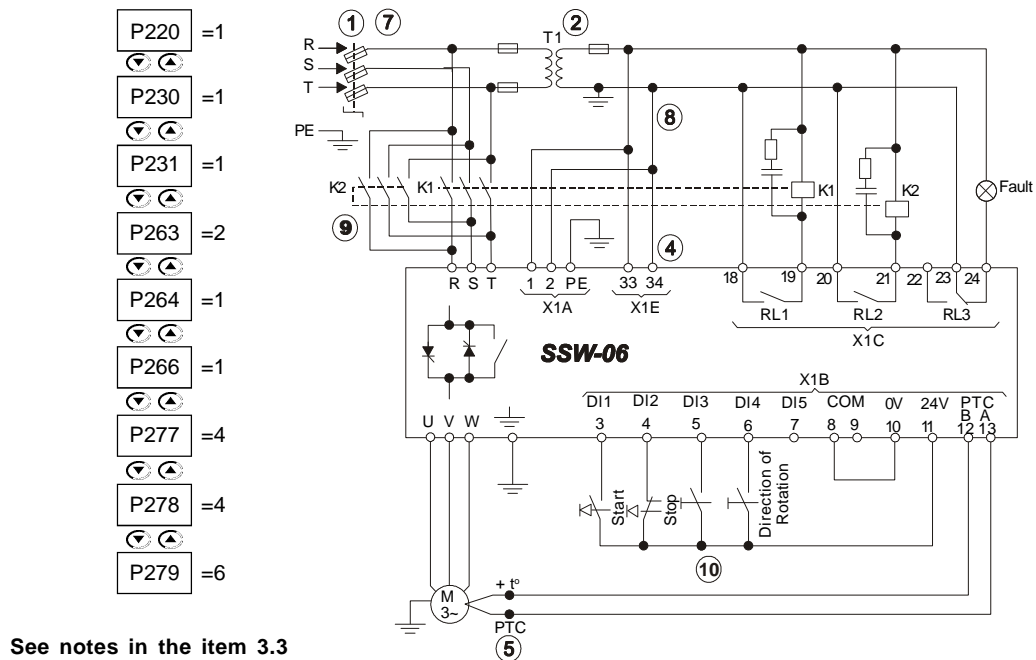 P220 =1
P230 =1
P231 =1
P263 =2
P264 =1
P266 =1
P277 =4
P278 =4
P279 =6
1 7 2
T1
R
S
T
PE
8
K2 K1 K1 K2 Fault
9 4
R S T 1 2 PE 33 34 18 19 20 21 22 23 24
X1A X1E RL1 RL2 RL3
X1C
SSW-06
X1B
DI1 DI2 DI3 DI4 DI5 COM 0V 24V PTC
U V W B A
3 4 5 6 7 8 9 10 11 12 13
Start
Stop
Direction of
Rotation
10
M
3~
+ tº
PTC
5
See notes in the item 3.3